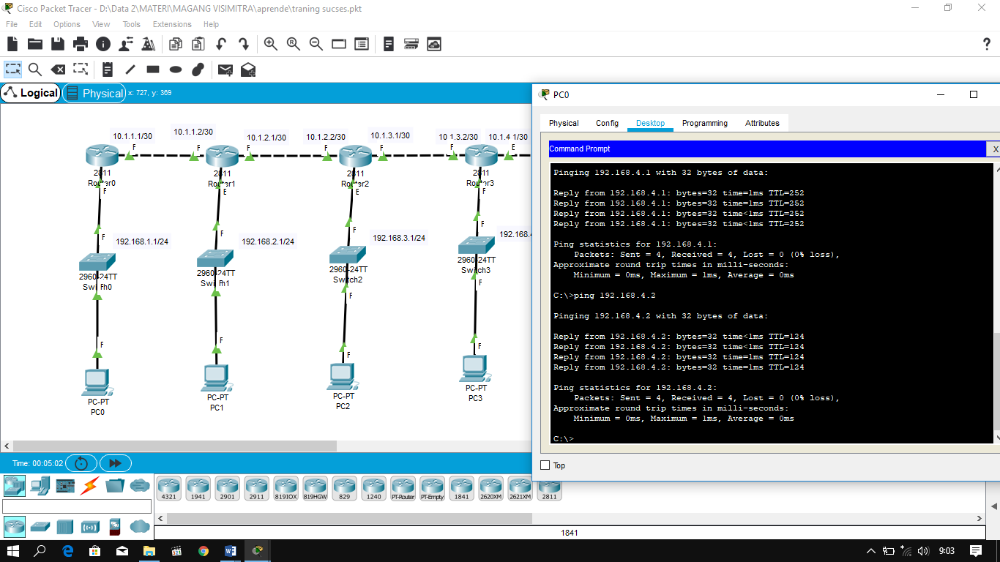 Cisco Packet Tracer - D:\Data 2\MATERI\MAGANG VISIMITRA\aprende\traning sucses.pkt
File Edit Options View Tools Extensions Help
Logical
Physical x: 727, y: 369
10.1.1.1/30
10.1.1.2/30
10.1.2.1/30
10.1.2.2/30
10.1.3.1/30
10 1.3.2/30
10.1.4 1/30
F
F
F
F
F
F
E
2811
Router0
2811
Router1
2811
Router2
2811
Router3
F
E
E
F
F
F
F
F
192.168.1.1/24
192.168.2.1/24
192.168.3.1/24
192.168.4
2960-24TT
Switch0
2960-24TT
Switch1
2960-24TT
Switch2
2960-24TT
Switch3
F
F
F
F
F
F
PC-PT
PC0
PC-PT
PC1
PC-PT
PC2
PC-PT
PC3
PC0
Physical Config Desktop Programming Attributes
Command Prompt
X
Pinging 192.168.4.1 with 32 bytes of data:
Reply from 192.168.4.1: bytes=32 time=1ms TTL=252
Reply from 192.168.4.1: bytes=32 time=1ms TTL=252
Reply from 192.168.4.1: bytes=32 time<1ms TTL=252
Reply from 192.168.4.1: bytes=32 time<1ms TTL=252
Ping statistics for 192.168.4.1:
Packets: Sent = 4, Received = 4, Lost = 0 (0% loss),
Approximate round trip times in milli-seconds:
Minimum = 0ms, Maximum = 1ms, Average = 0ms
C:\>ping 192.168.4.2
Pinging 192.168.4.2 with 32 bytes of data:
Reply from 192.168.4.2: bytes=32 time<1ms TTL=124
Reply from 192.168.4.2: bytes=32 time<1ms TTL=124
Reply from 192.168.4.2: bytes=32 time=1ms TTL=124
Reply from 192.168.4.2: bytes=32 time=1ms TTL=124
Ping statistics for 192.168.4.2:
Packets: Sent = 4, Received = 4, Lost = 0 (0% loss),
Approximate round trip times in milli-seconds:
Minimum = 0ms, Maximum = 1ms, Average = 0ms
C:\>
Top
Time: 00:05:02
4321 1941 2901 2911 819IOX 819HGW 829 1240 PT-Router PT-Empty 1841 2620XM 2621XM 2811
1841
9:03